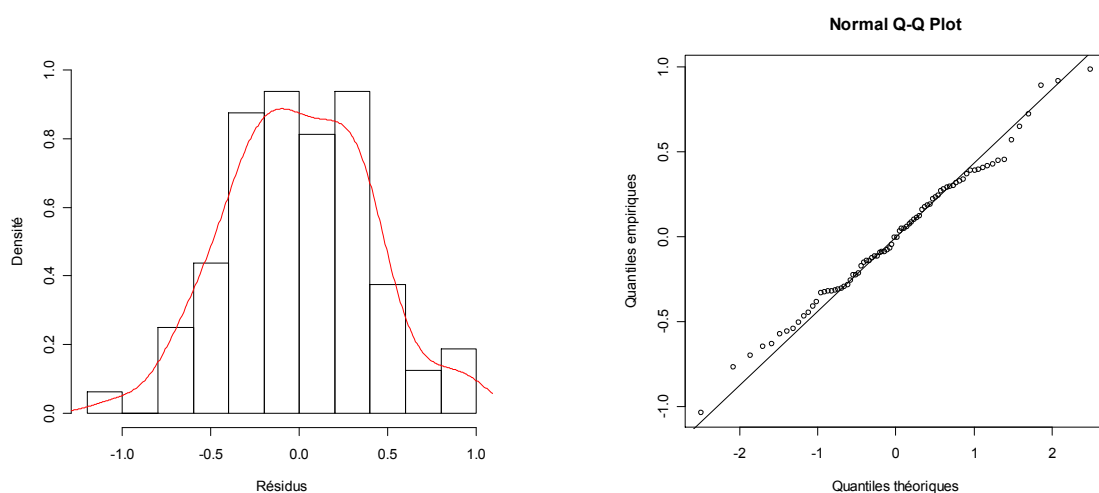 Densité
1.0
0.8
0.6
0.4
0.2
0.0
-1.0 -0.5 0.0 0.5 1.0
Résidus
Normal Q-Q Plot
Quantiles empiriques
1.0
0.5
0.0
-0.5
-1.0
-2 -1 0 1 2
Quantiles théoriques